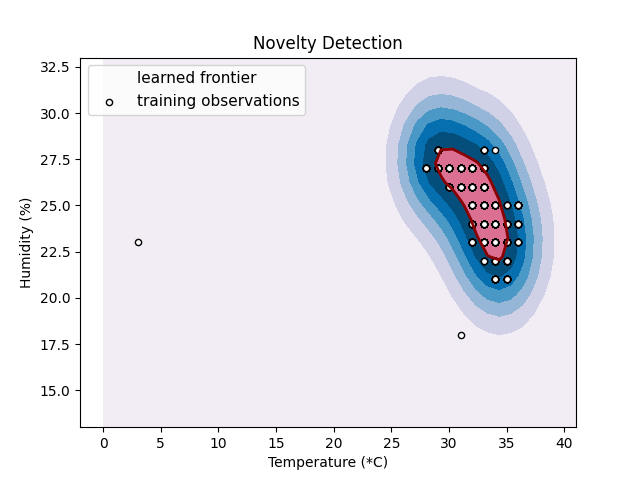 Novelty Detection
learned frontier
training observations
32.5
30.0
27.5
25.0
22.5
20.0
17.5
15.0
Humidity (%)
0 5 10 15 20 25 30 35 40
Temperature (*C)